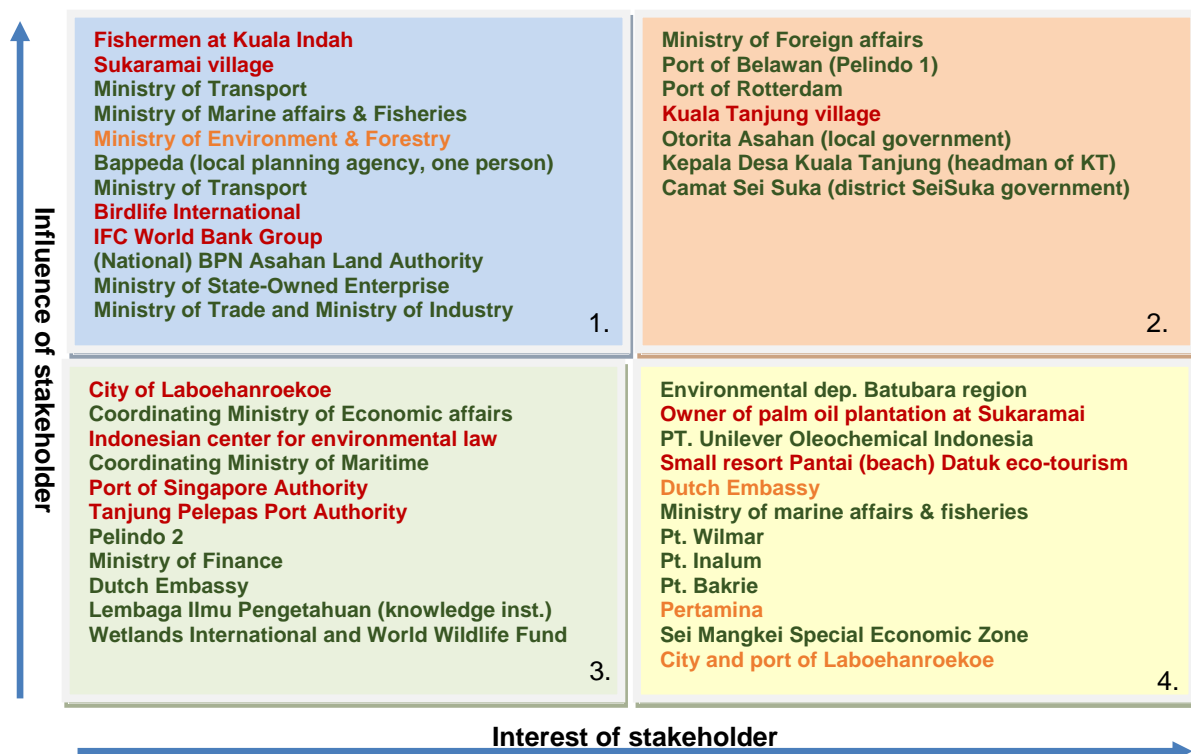 Influence of stakeholder
Fishermen at Kuala Indah
Sukaramai village
Ministry of Transport
Ministry of Marine affairs & Fisheries
Ministry of Environment & Forestry
Bappeda (local planning agency, one person)
Ministry of Transport
Birdlife International
IFC World Bank Group
(National) BPN Asahan Land Authority
Ministry of State-Owned Enterprise
Ministry of Trade and Ministry of Industry
1.
Ministry of Foreign affairs
Port of Belawan (Pelindo 1)
Port of Rotterdam
Kuala Tanjung village
Otorita Asahan (local government)
Kepala Desa Kuala Tanjung (headman of KT)
Camat Sei Suka (district SeiSuka government)
2.
City of Laboehanroekoe
Coordinating Ministry of Economic affairs
Indonesian center for environmental law
Coordinating Ministry of Maritime
Port of Singapore Authority
Tanjung Pelepas Port Authority
Pelindo 2
Ministry of Finance
Dutch Embassy
Lembaga Ilmu Pengetahuan (knowledge inst.)
Wetlands International and World Wildlife Fund
3.
Environmental dep. Batubara region
Owner of palm oil plantation at Sukaramai
PT. Unilever Oleochemical Indonesia
Small resort Pantai (beach) Datuk eco-tourism
Dutch Embassy
Ministry of marine affairs & fisheries
Pt. Wilmar
Pt. Inalum
Pt. Bakrie
Pertamina
Sei Mangkei Special Economic Zone
City and port of Laboehanroekoe
4.
Interest of stakeholder